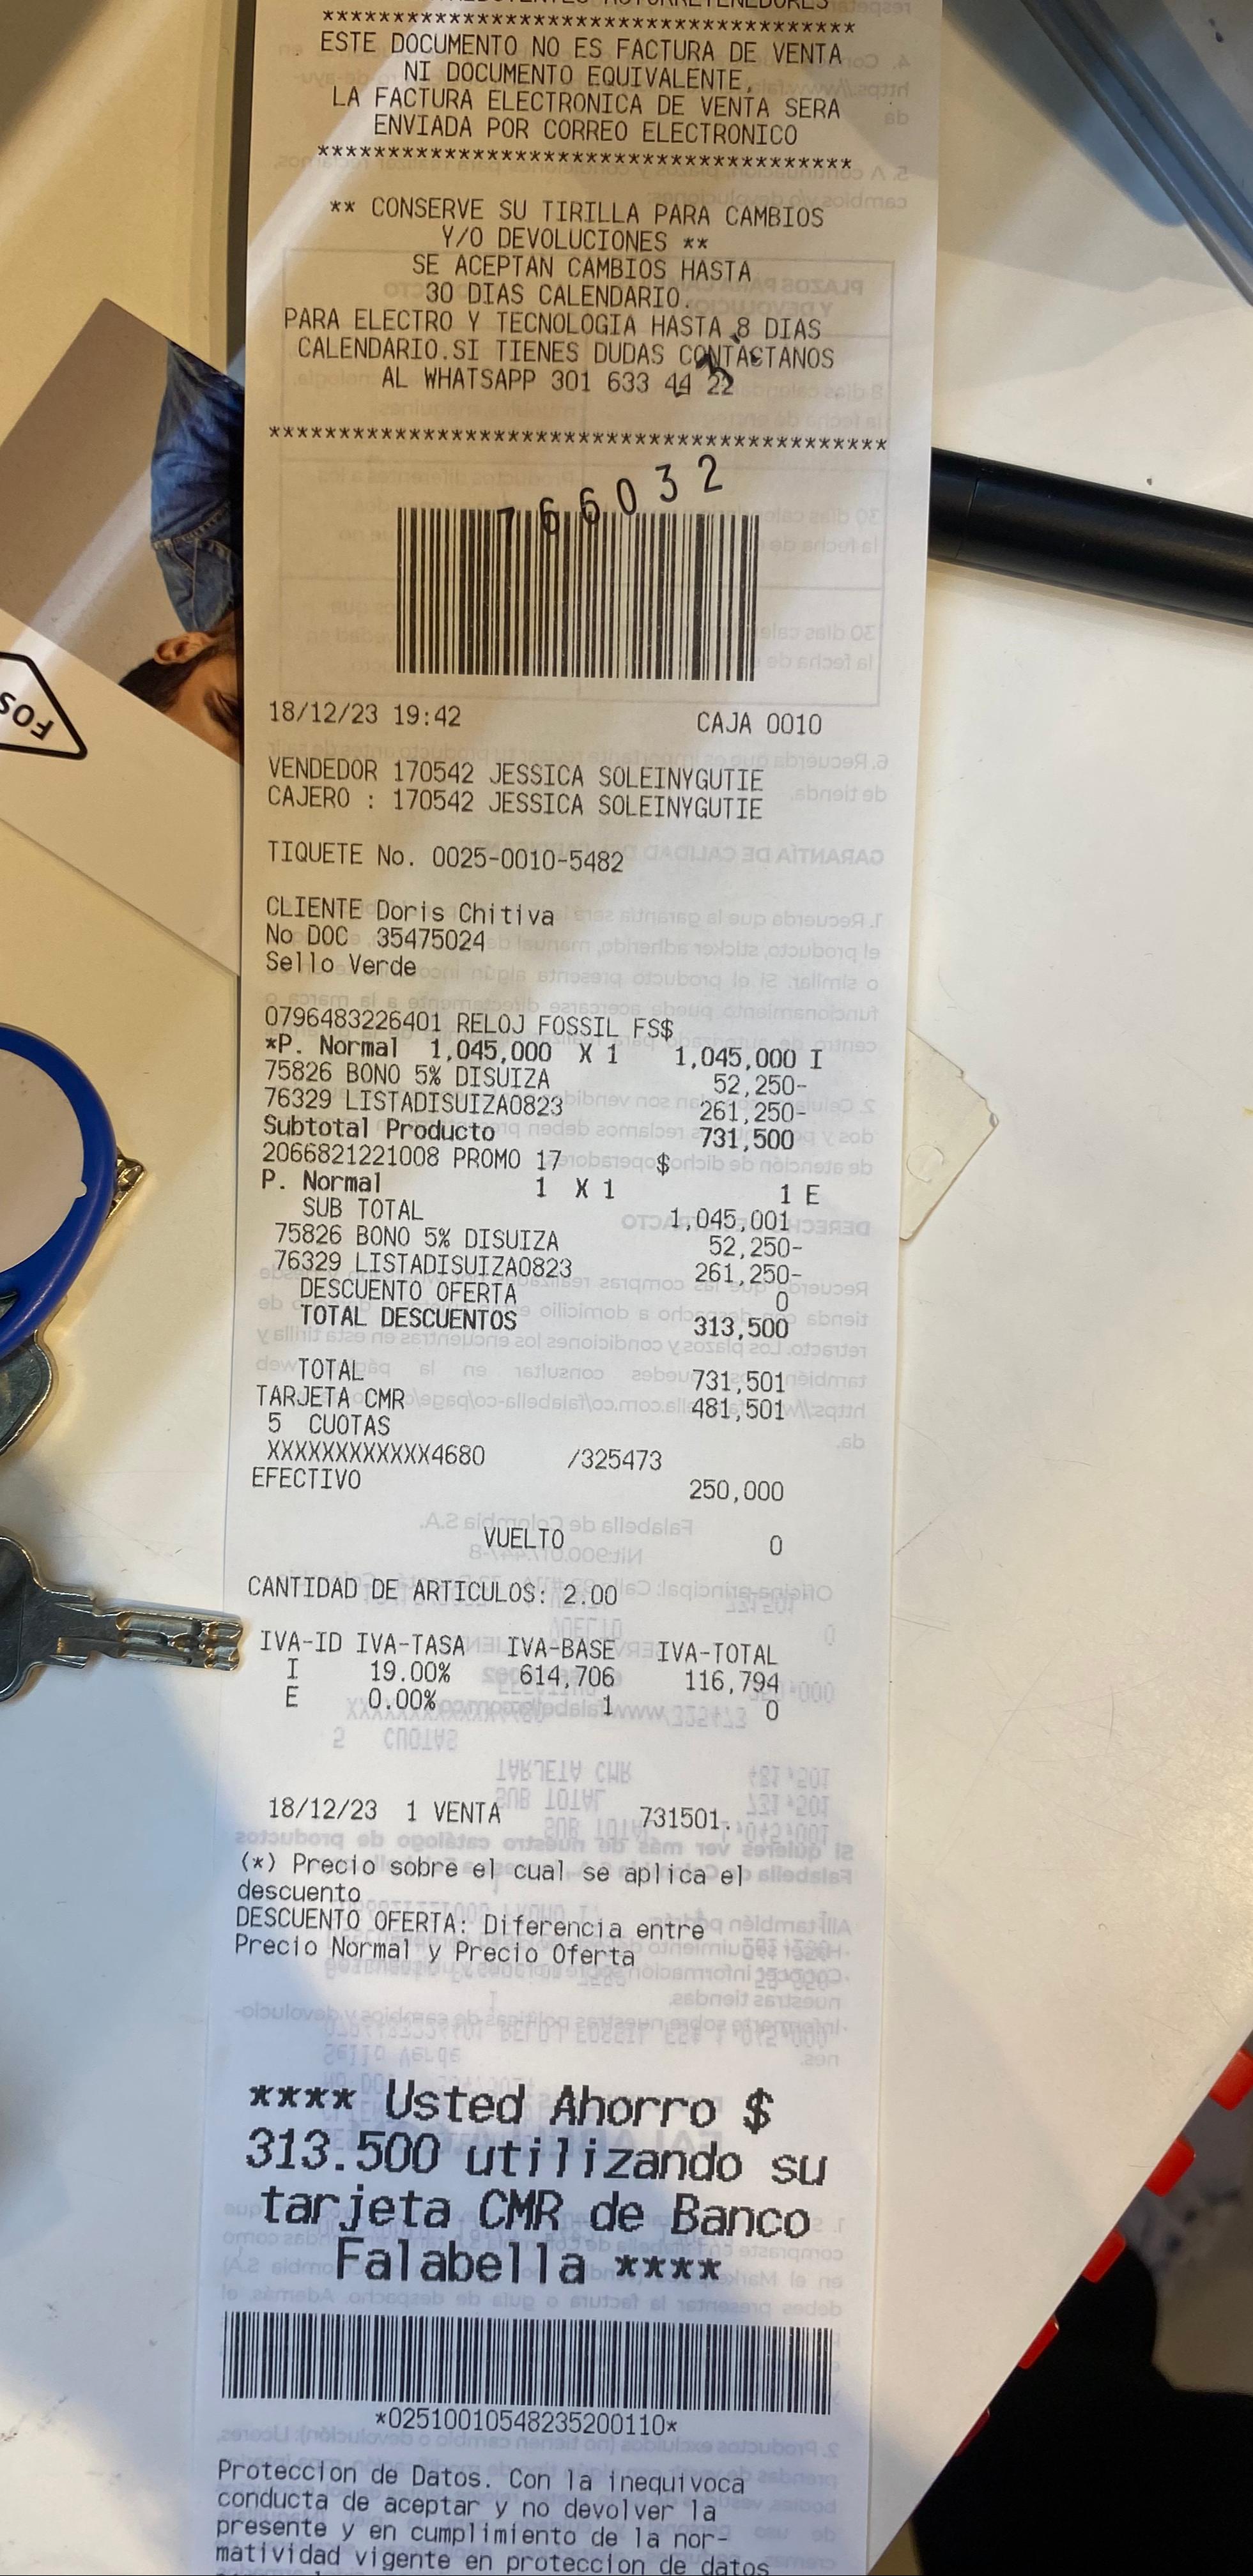 ESTE DOCUMENTO NO ES FACTURA DE VENTA
NI DOCUMENTO EQUIVALENTE.
LA FACTURA ELECTRONICA DE VENTA SERA
ENVIADA POR CORREO ELECTRONICO
** CONSERVE SU TIRILLA PARA CAMBIOS
Y/O DEVOLUCIONES **
SE ACEPTAN CAMBIOS HASTA
30 DIAS CALENDARIO.
PARA ELECTRO Y TECNOLOGIA HASTA 8 DIAS
CALENDARIO.SI TIENES DUDAS CONTACTANOS
AL WHATSAPP 301 633 44 22
766032
18/12/23 19:42 CAJA 0010
VENDEDOR 170542 JESSICA SOLEINYGUTIE
CAJERO : 170542 JESSICA SOLEINYGUTIE
TIQUETE No. 0025-0010-5482
CLIENTE Doris Chitiva
No DOC 35475024
Sello Verde
0796483226401 RELOJ FOSSIL FS$
*P. Normal 1,045,000 X 1 1,045,000 I
75826 BONO 5% DISUIZA 52,250-
76329 LISTADISUIZA0823 261,250-
Subtotal Producto 731,500
2066821221008 PROMO 17 $
P. Normal 1 X 1 1 E
SUB TOTAL 1,045,001
75826 BONO 5% DISUIZA 52,250-
76329 LISTADISUIZA0823 261,250-
DESCUENTO OFERTA 0
TOTAL DESCUENTOS 313,500
TOTAL 731,501
TARJETA CMR 481,501
5 CUOTAS
XXXXXXXXXXXX4680 /325473
EFECTIVO 250,000
VUELTO 0
CANTIDAD DE ARTICULOS: 2.00
IVA-ID IVA-TASA IVA-BASE IVA-TOTAL
I 19.00% 614,706 116,794
E 0.00% 1 0
18/12/23 1 VENTA 731501.
(*) Precio sobre el cual se aplica el
descuento
DESCUENTO OFERTA: Diferencia entre
Precio Normal y Precio Oferta
**** Usted Ahorro $
313.500 utilizando su
tarjeta CMR de Banco
Falabella ****
*02510010548235200110*
Proteccion de Datos. Con la inequivoca
conducta de aceptar y no devolver la
presente y en cumplimiento de la nor-
matividad vigente en proteccion de datos
FOS